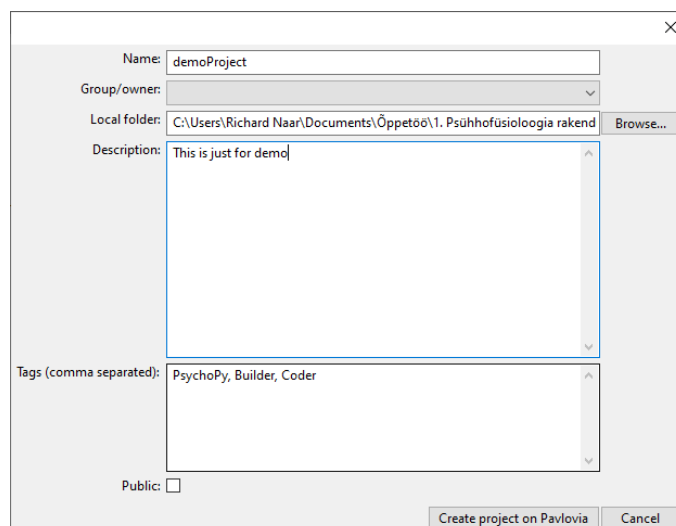 Name: demoProject
Group/owner:
Local folder: C:\Users\Richard Naar\Documents\Õppetöö\1. Psühhofüsioloogia rakend Browse...
Description: This is just for demo
Tags (comma separated): PsychoPy, Builder, Coder
Public:
Create project on Pavlovia Cancel